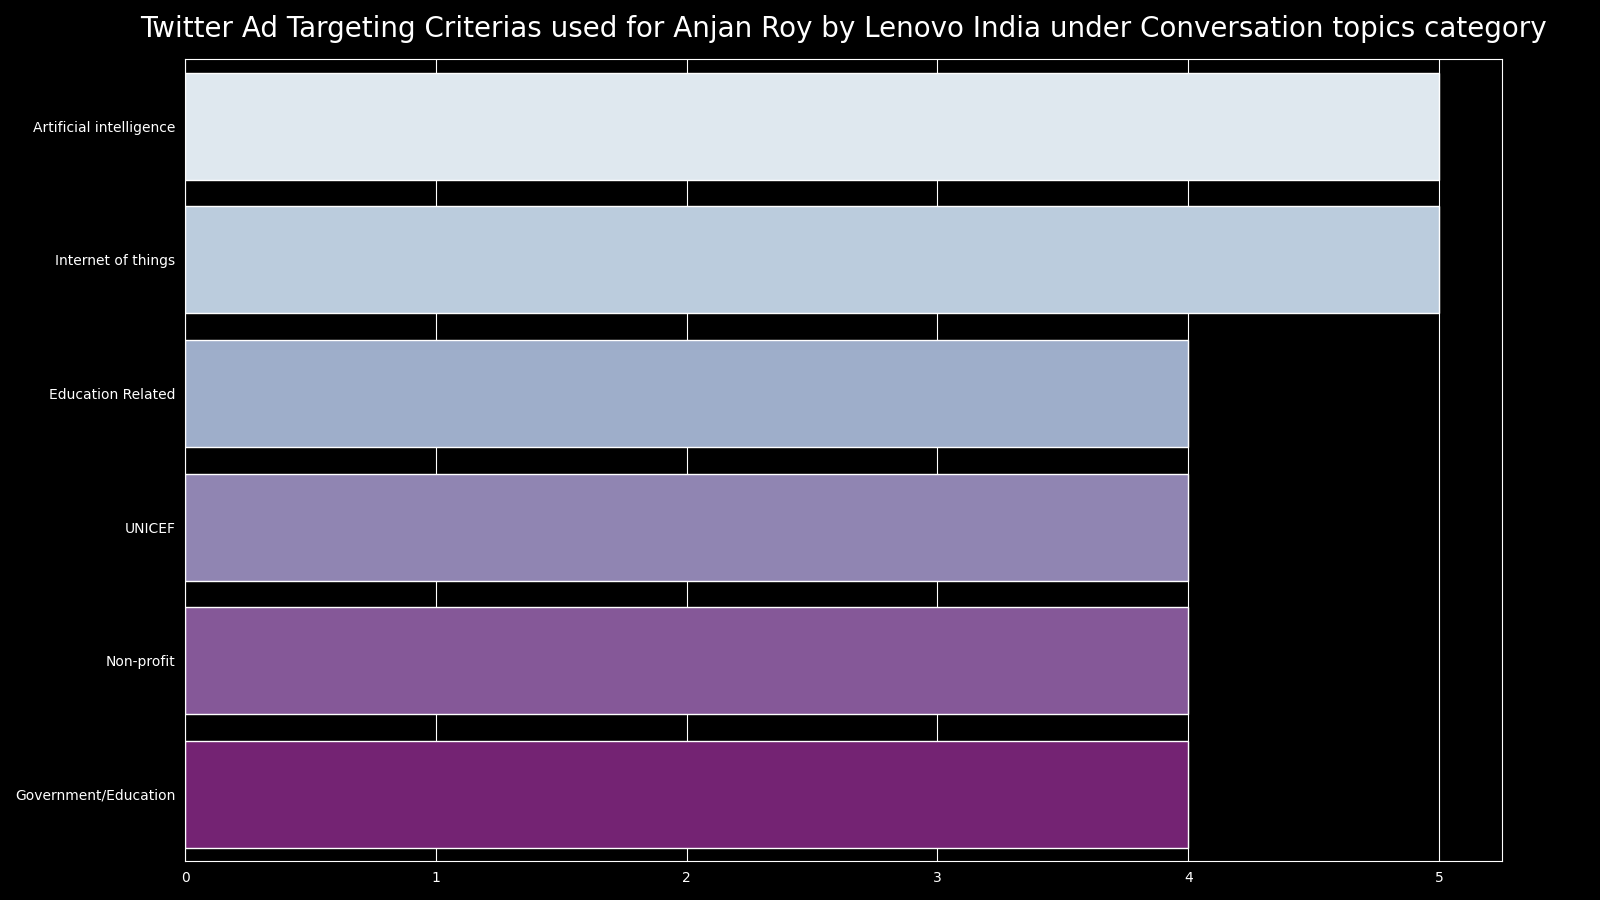 Twitter Ad Targeting Criterias used for Anjan Roy by Lenovo India under Conversation topics category
Artificial intelligence
Internet of things
Education Related
UNICEF
Non-profit
Government/Education
0 1 2 3 4 5